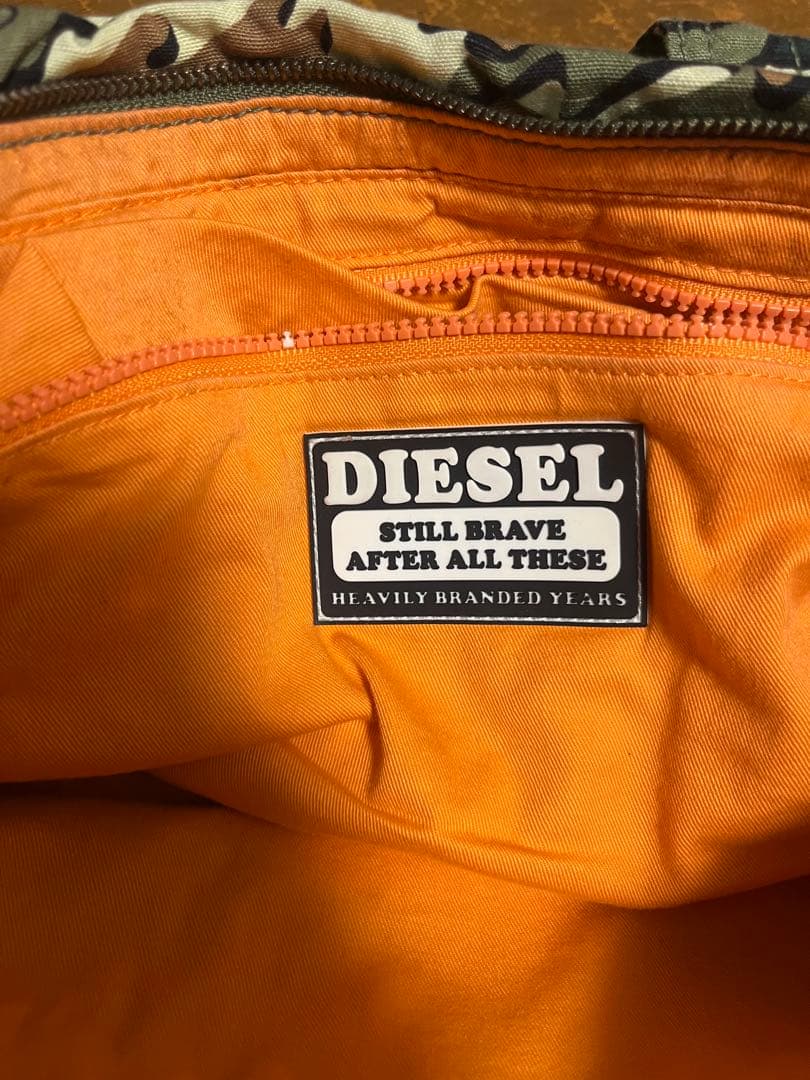 DIESEL
STILL BRAVE
AFTER ALL THESE
HEAVILY BRANDED YEARS